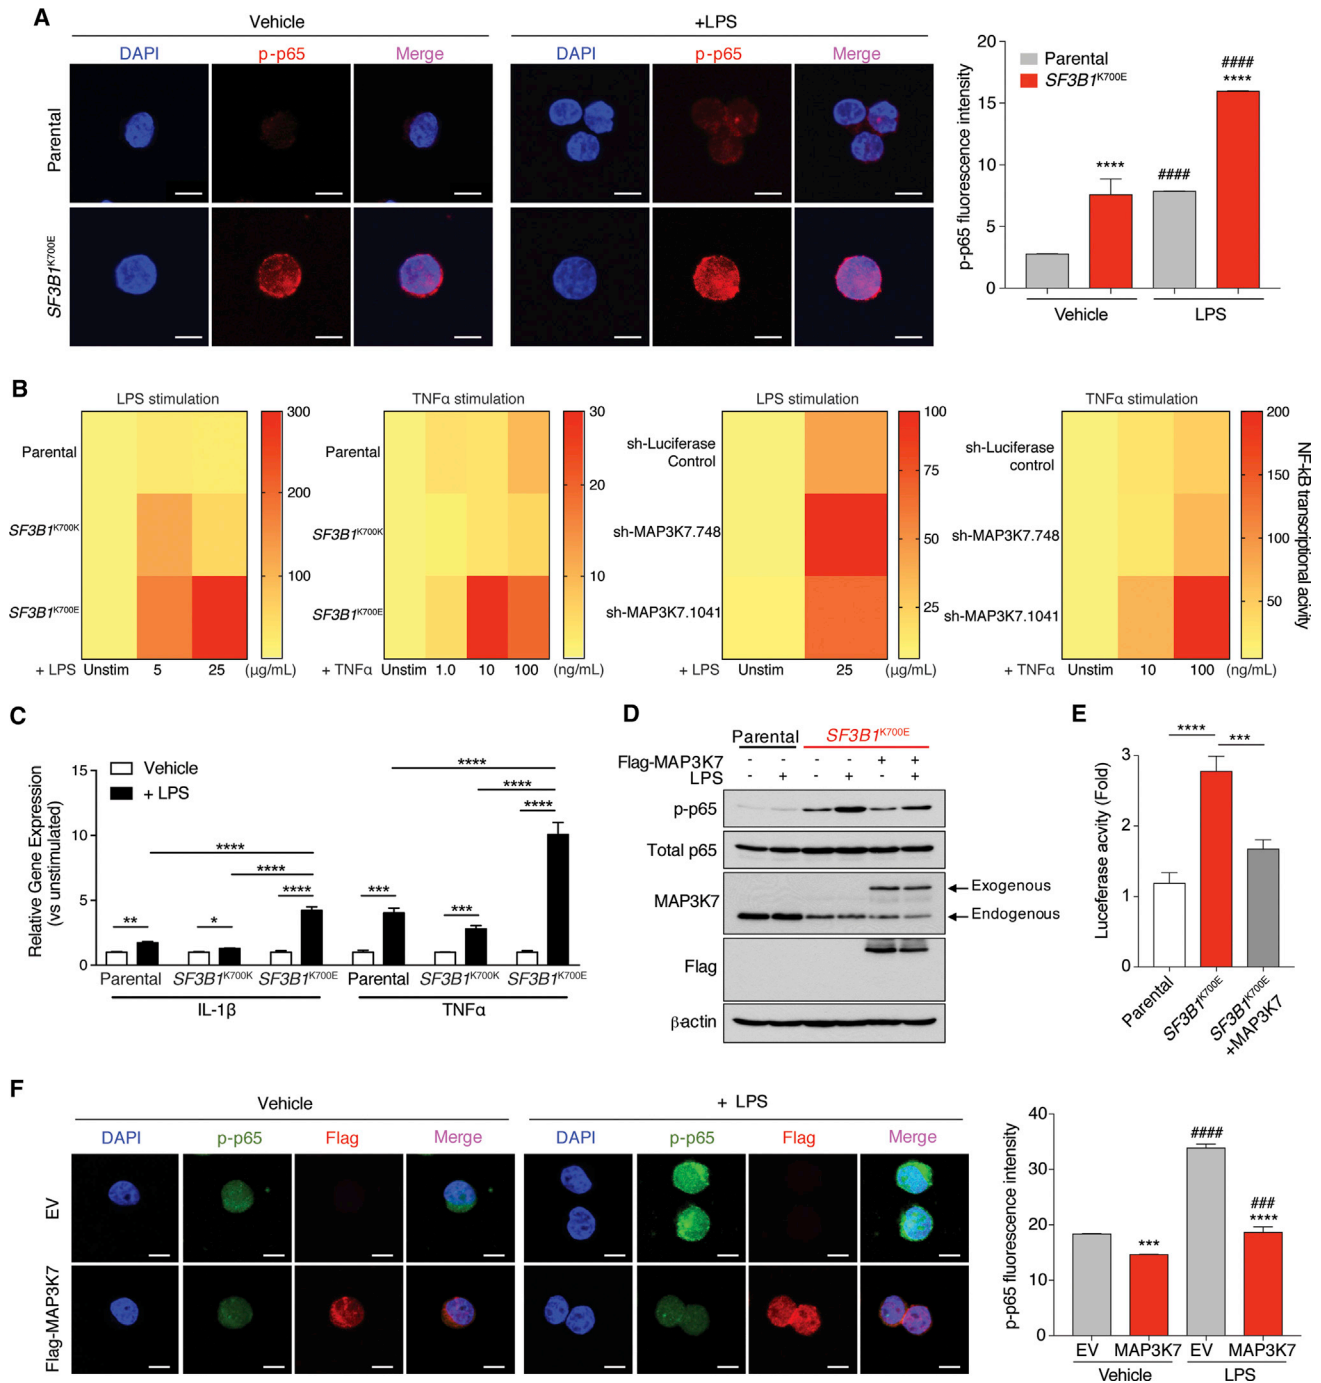 A
Vehicle
+LPS
DAPI p-p65 Merge DAPI p-p65 Merge
Parental
SF3B1K700E
20
15
10
5
0
p-p65 fluorescence intensity
Parental
SF3B1K700E
****
####
####
****
Vehicle LPS
B
LPS stimulation
Parental
SF3B1K700K
SF3B1K700E
+ LPS Unstim 5 25 (µg/mL)
300
200
100
TNFα stimulation
Parental
SF3B1K700K
SF3B1K700E
+ TNFα Unstim 1.0 10 100 (ng/mL)
30
20
10
LPS stimulation
sh-Luciferase
Control
sh-MAP3K7.748
sh-MAP3K7.1041
+ LPS Unstim 25 (µg/mL)
100
75
50
25
TNFα stimulation
sh-Luciferase
control
sh-MAP3K7.748
sh-MAP3K7.1041
+ TNFα Unstim 10 100 (ng/mL)
200
150
100
50
NF-kB transcriptional acivity
C
Relative Gene Expression
(vs unstimulated)
15
10
5
0
Vehicle
+ LPS
**
*
****
****
****
***
***
****
****
****
Parental SF3B1K700K SF3B1K700E Parental SF3B1K700K SF3B1K700E
IL-1β TNFα
D
Parental SF3B1K700E
Flag-MAP3K7 - - - - + +
LPS - + - + - +
p-p65
Total p65
MAP3K7
Exogenous
Endogenous
Flag
β-actin
E
Luceferase acvity (Fold)
3
2
1
0
****
***
Parental
SF3B1K700E
SF3B1K700E
+MAP3K7
F
Vehicle
+ LPS
DAPI p-p65 Flag Merge DAPI p-p65 Flag Merge
EV
Flag-MAP3K7
p-p65 fluorescence intensity
40
30
20
10
0
***
####
###
****
EV MAP3K7 EV MAP3K7
Vehicle LPS